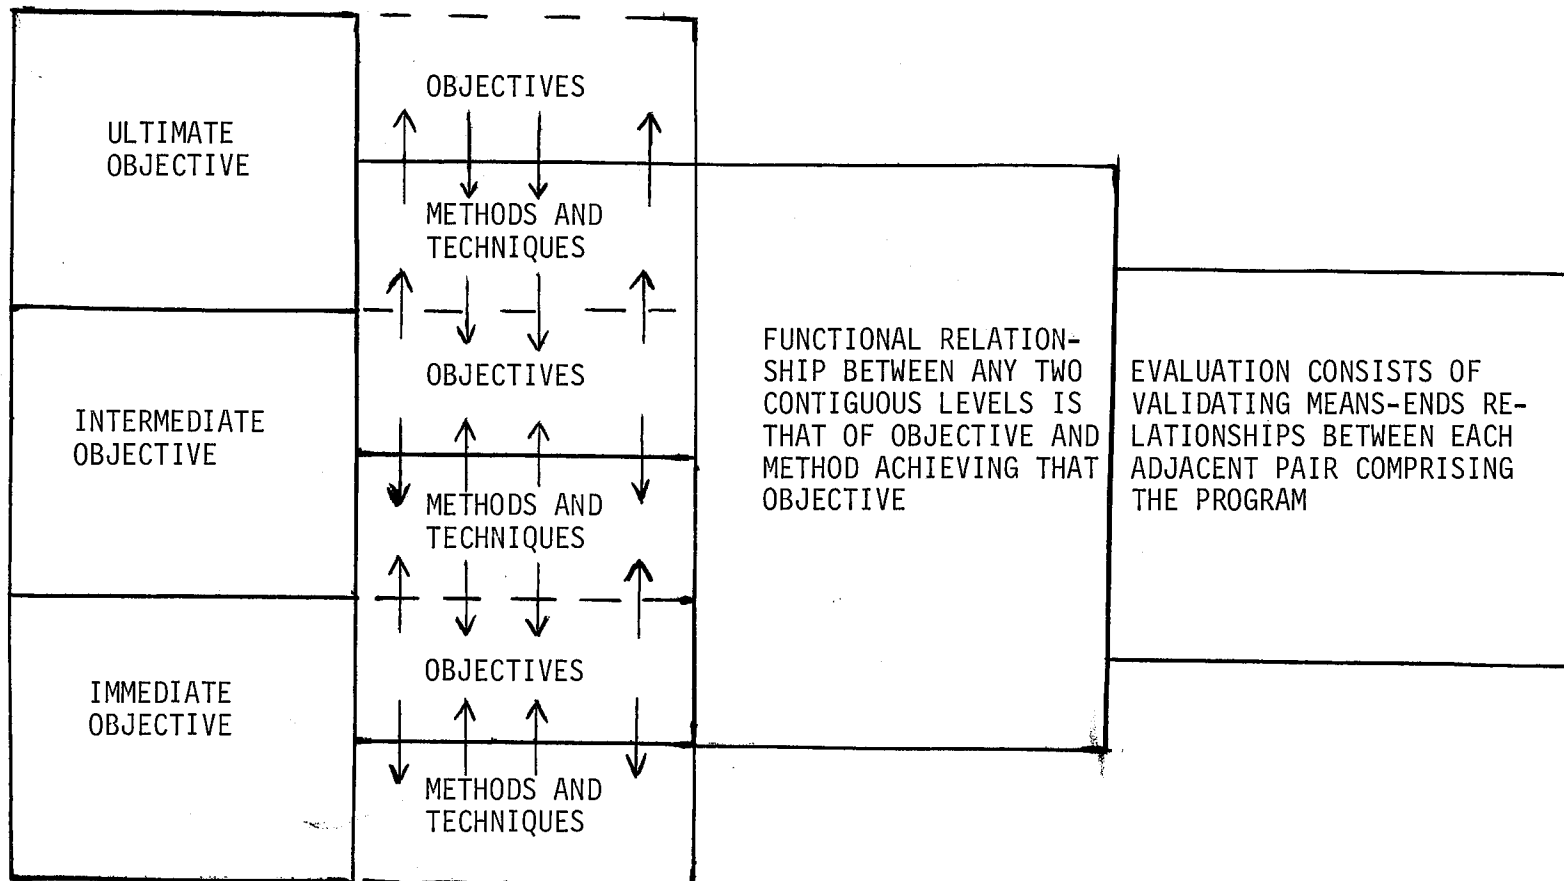 ULTIMATE
OBJECTIVE
INTERMEDIATE
OBJECTIVE
IMMEDIATE
OBJECTIVE
OBJECTIVES
METHODS AND
TECHNIQUES
OBJECTIVES
METHODS AND
TECHNIQUES
OBJECTIVES
METHODS AND
TECHNIQUES
FUNCTIONAL RELATION-
SHIP BETWEEN ANY TWO
CONTIGUOUS LEVELS IS
THAT OF OBJECTIVE AND
METHOD ACHIEVING THAT
OBJECTIVE
EVALUATION CONSISTS OF
VALIDATING MEANS-ENDS RE-
LATIONSHIPS BETWEEN EACH
ADJACENT PAIR COMPRISING
THE PROGRAM